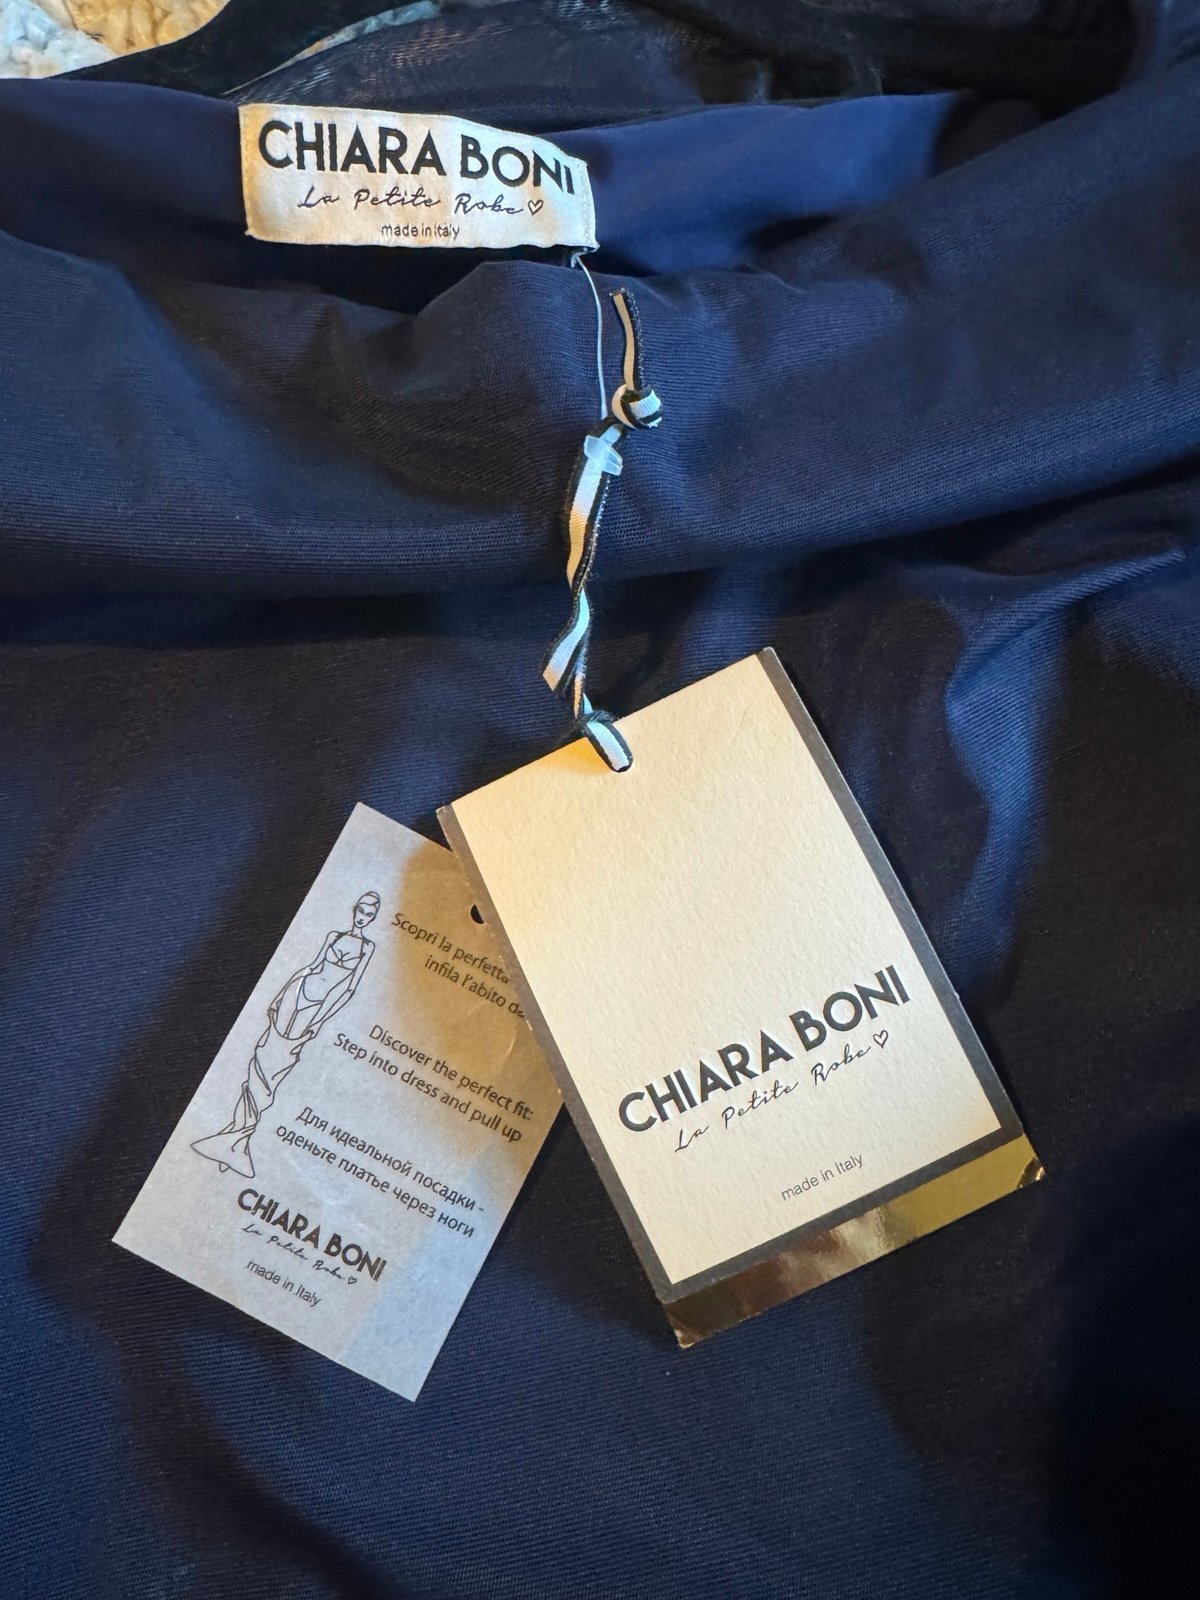 CHIARA BONI
La Petite Robe
made in Italy
Scopri la perfetta
infila l'abito
Discover the perfect fit:
Step into dress and pull up
Для идеальной посадки -
оденьте платье через ноги
CHIARA BONI
La Petite Robe
made in Italy
CHIARA BONI
La Petite Robe
made in Italy